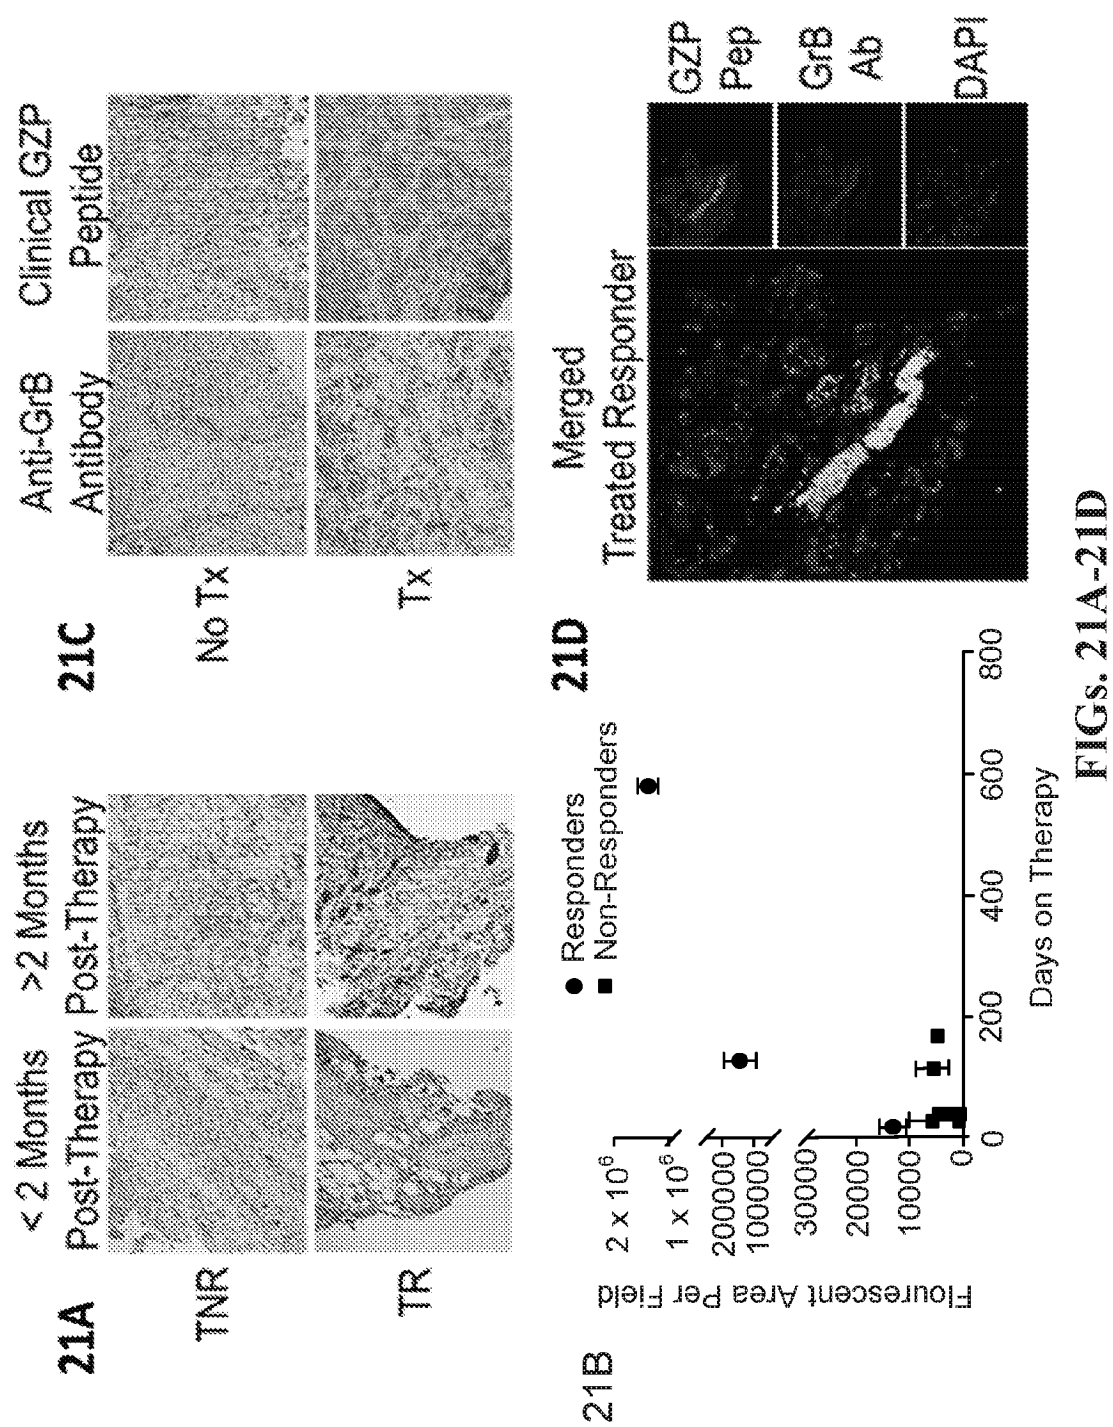 21A
< 2 Months
Post-Therapy
>2 Months
Post-Therapy
TNR
TR
21C
Anti-GrB
Antibody
Clinical GZP
Peptide
No Tx
Tx
21B
Flourescent Area Per Field
2 x 10⁶
1 x 10⁶
200000
100000
30000
20000
10000
0
0
200
400
600
800
Days on Therapy
Responders
Non-Responders
21D
Merged
Treated Responder
GZP
Pep
GrB
Ab
DAPI
FIGs. 21A-21D